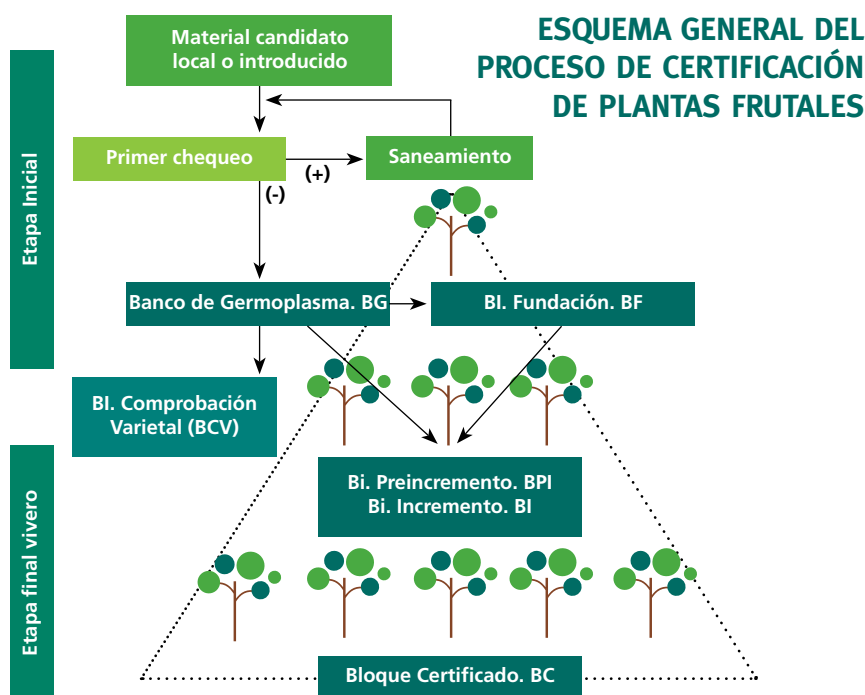 ESQUEMA GENERAL DEL
PROCESO DE CERTIFICACIÓN
DE PLANTAS FRUTALES
Material candidato
local o introducido
Etapa Inicial
Primer chequeo
(+)
Saneamiento
(-)
Banco de Germoplasma. BG
BI. Fundación. BF
BI. Comprobación
Varietal (BCV)
Etapa final vivero
Bi. Preincremento. BPI
Bi. Incremento. BI
Bloque Certificado. BC